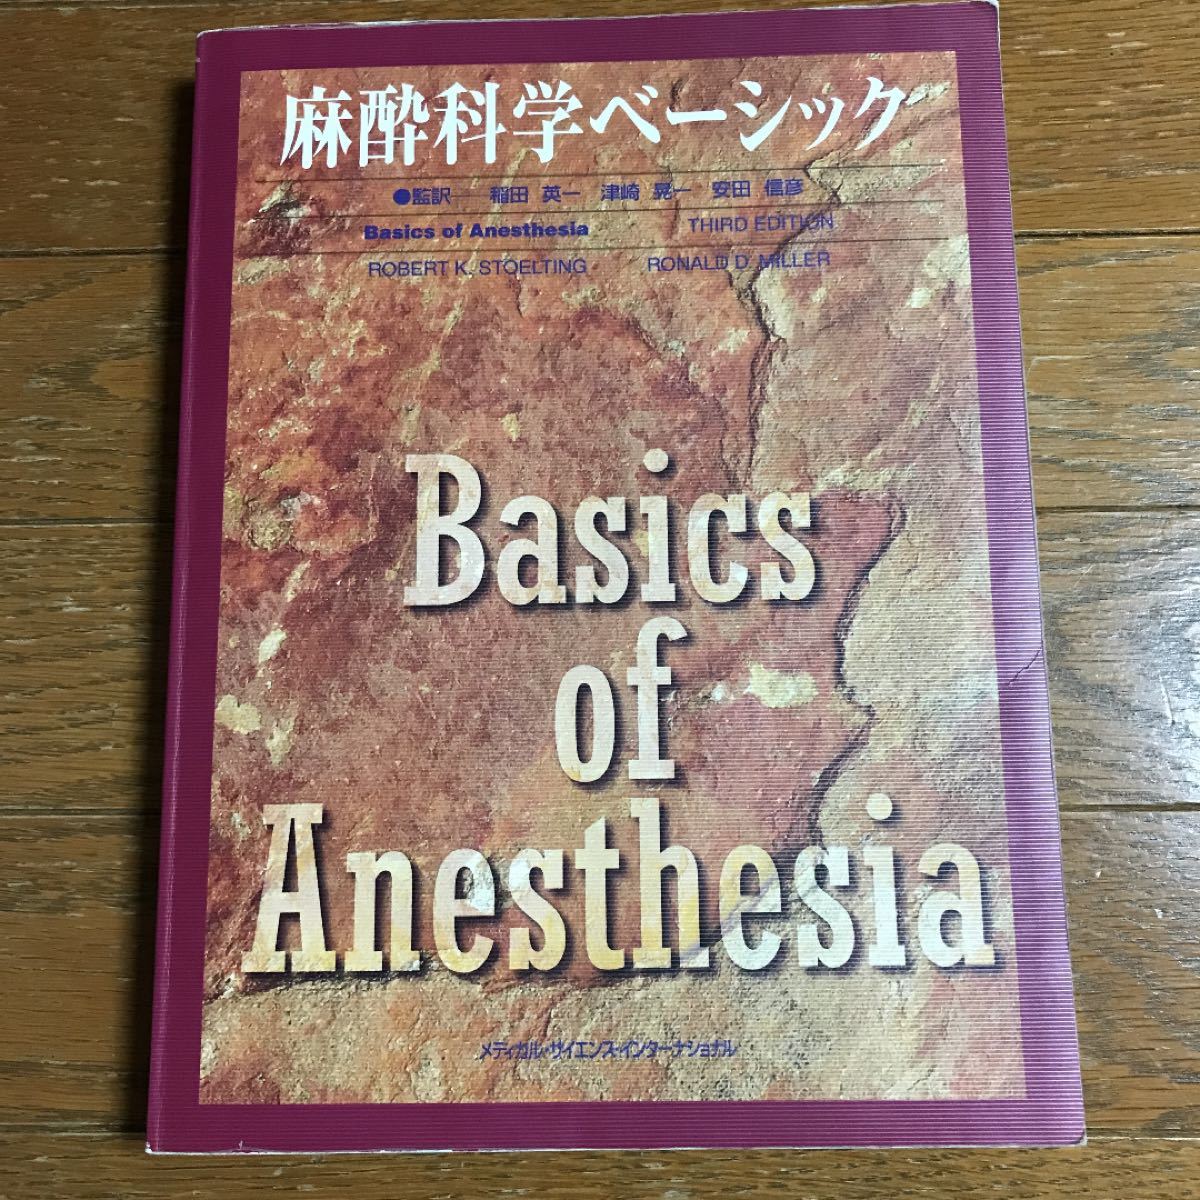 麻酔科学ベーシック
●監訳 稲田 英一 津崎 晃一 安田 信彦
Basics of Anesthesia THIRD EDITION
ROBERT K. STOELTING RONALD D. MILLER
Basics
of
Anesthesia
メディカル・サイエンス・インターナショナル